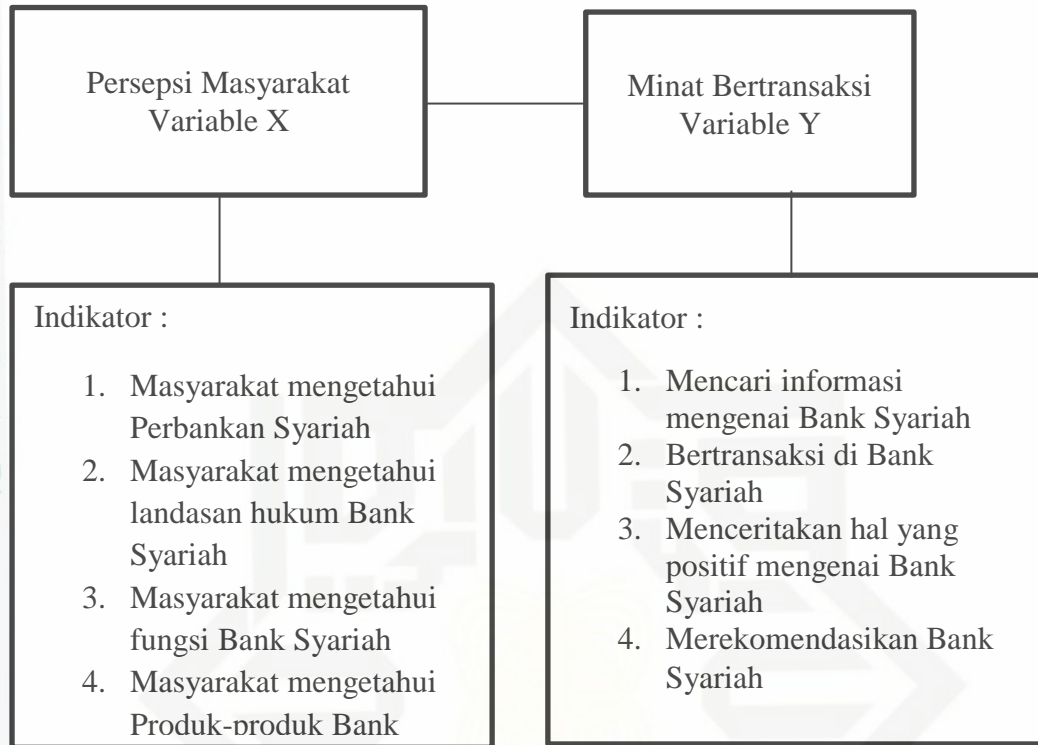 Persepsi Masyarakat
Variable X
Minat Bertransaksi
Variable Y
Indikator :
1. Masyarakat mengetahui
Perbankan Syariah
2. Masyarakat mengetahui
landasan hukum Bank
Syariah
3. Masyarakat mengetahui
fungsi Bank Syariah
4. Masyarakat mengetahui
Produk-produk Bank
Indikator :
1. Mencari informasi
mengenai Bank Syariah
2. Bertransaksi di Bank
Syariah
3. Menceritakan hal yang
positif mengenai Bank
Syariah
4. Merekomendasikan Bank
Syariah